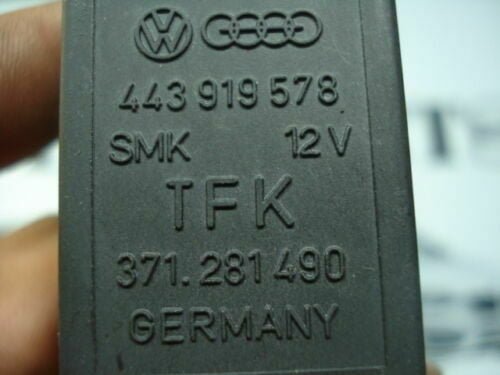 VW
443 919 578
SMK 12 V
TFK
371. 281 490
GERMANY